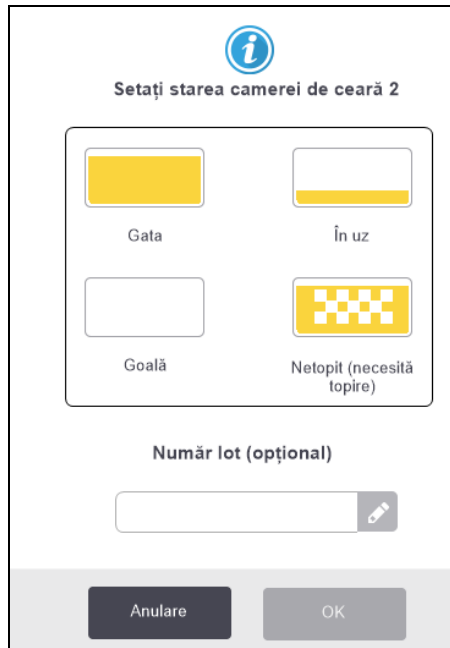 Setați starea camerei de ceară 2
Gata
În uz
Goală
Netopit (necesită
topire)
Număr lot (opțional)
Anulare
OK